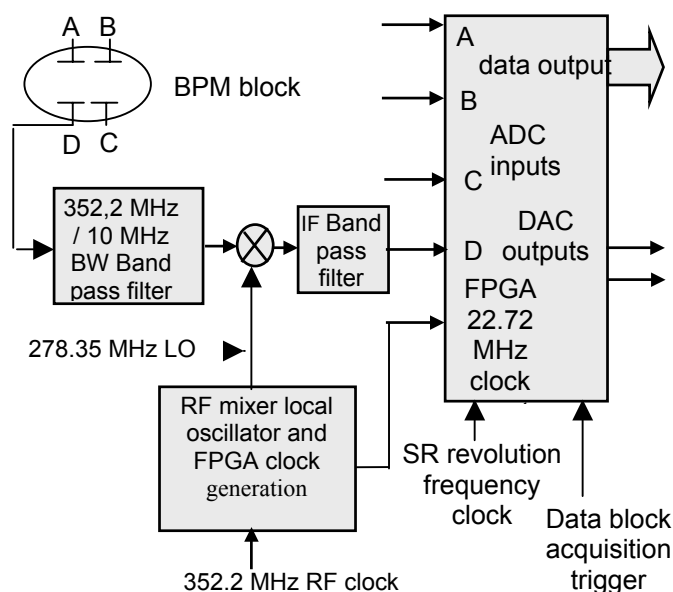 A B
BPM block
D C
352,2 MHz
/ 10 MHz
BW Band
pass filter
IF Band
pass
filter
278.35 MHz LO
RF mixer local
oscillator and
FPGA clock
generation
352.2 MHz RF clock
A
data output
B
ADC
inputs
C
DAC
D outputs
FPGA
22.72
MHz
clock
SR revolution
frequency
clock
Data block
acquisition
trigger